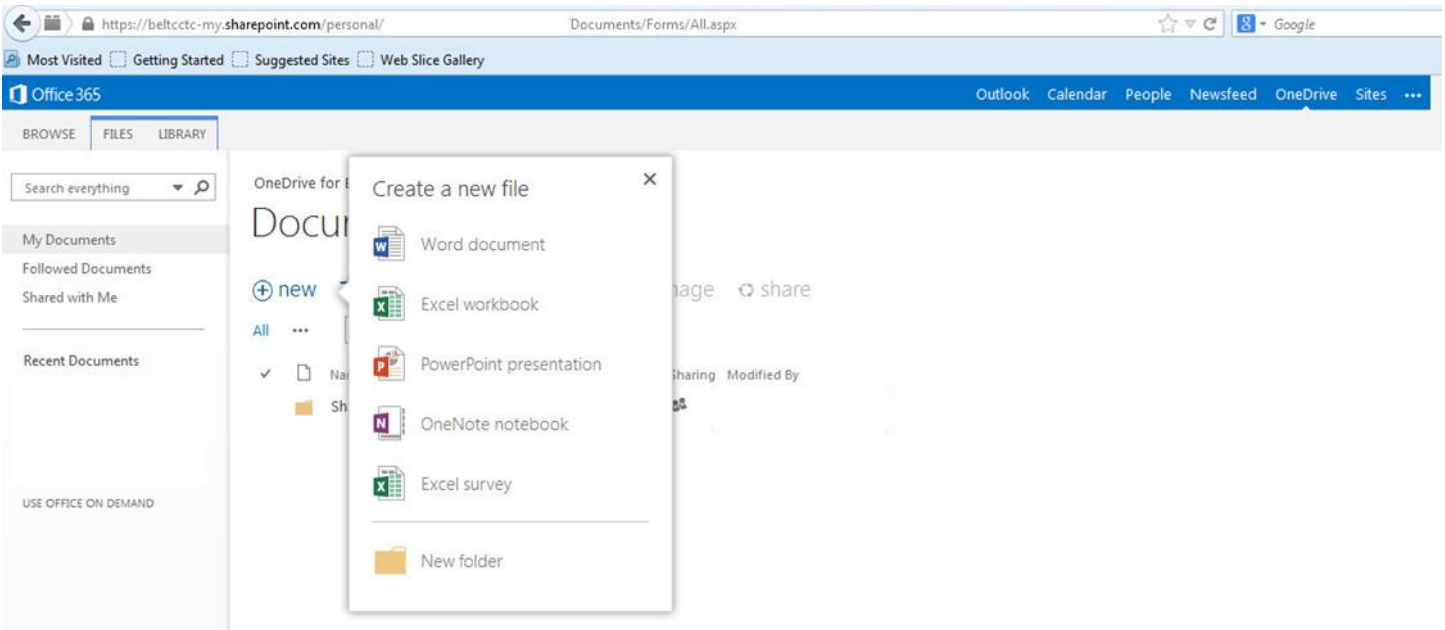 https://beltcctc-my.sharepoint.com/personal/ Documents/Forms/All.aspx Google
Most Visited Getting Started Suggested Sites Web Slice Gallery
Office 365 Outlook Calendar People Newsfeed OneDrive Sites •••
BROWSE FILES LIBRARY
Search everything
My Documents
Followed Documents
Shared with Me
Recent Documents
USE OFFICE ON DEMAND
OneDrive for
Docu
new share
All •••
Sharing Modified By
Sh
Create a new file
Word document
Excel workbook
PowerPoint presentation
OneNote notebook
Excel survey
New folder